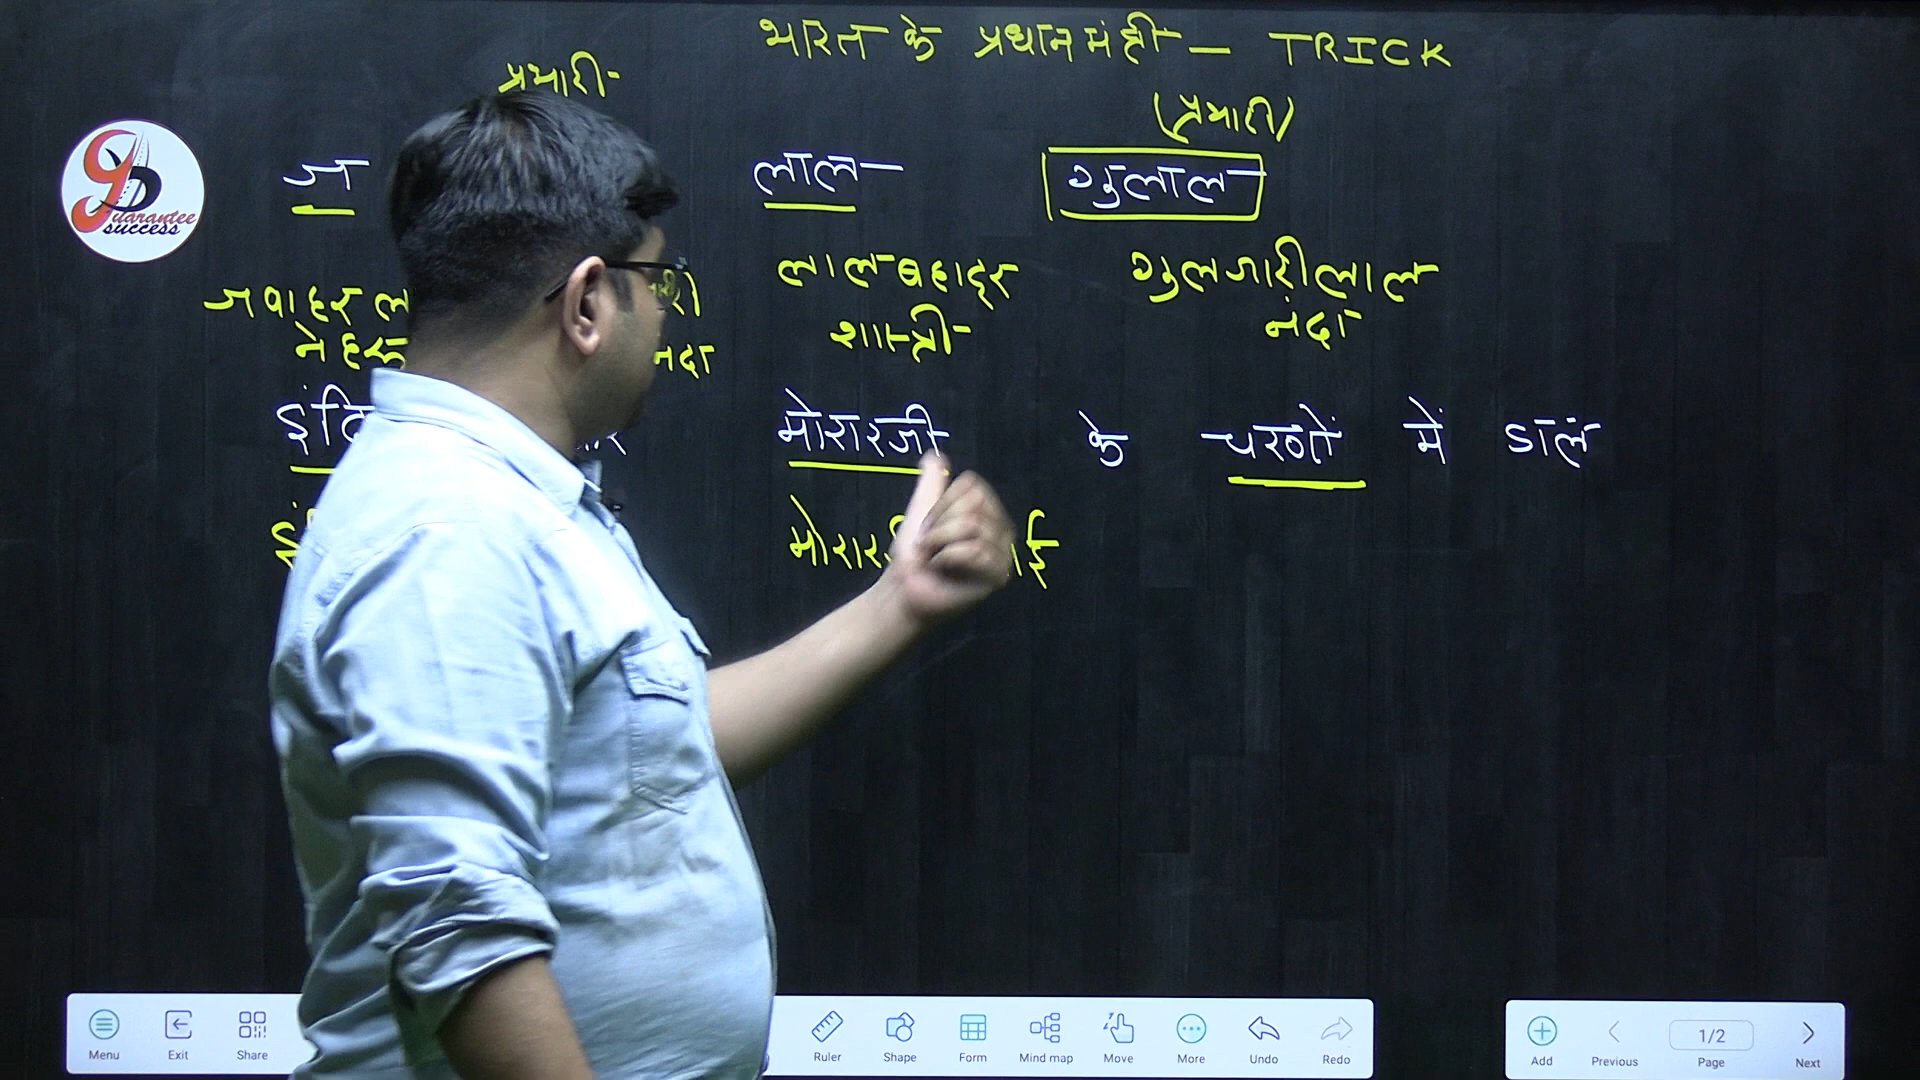 भारत के प्रधानमंत्री – TRICK
प्रभारी
(प्रभारी)
Guarantee
success
ज लाल गुलाल
लाल बहादुर
शास्त्री
गुलजारीलाल
नंदा
जवाहर ल
नेहरू
री
नंदा
इंदि मोरारजी के चरणों में डाल
मोरार ाई
Menu Exit Share Ruler Shape Form Mind map Move More Undo Redo
Add Previous 1/2 Page Next